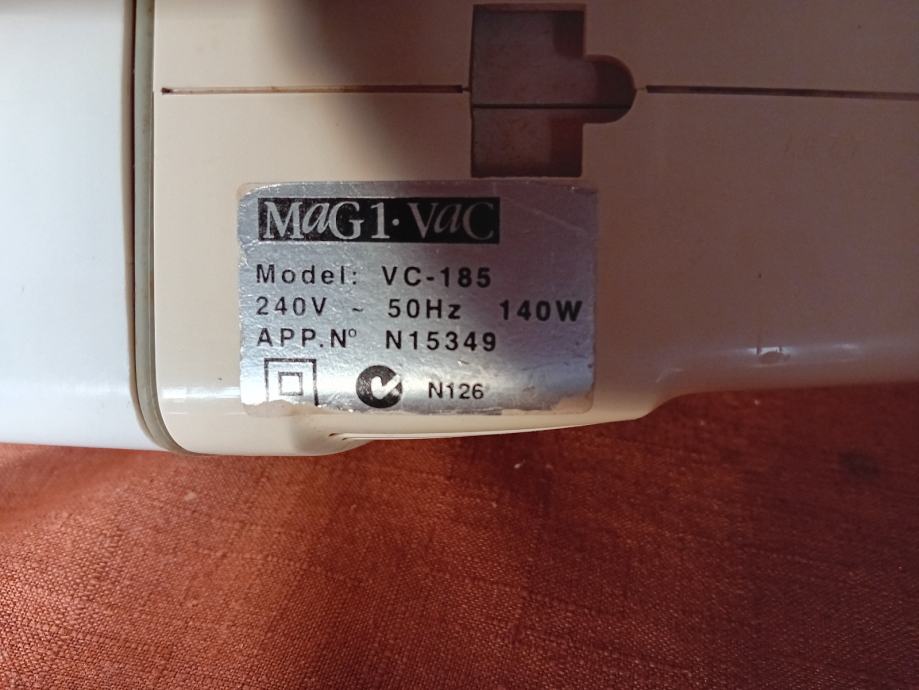 MaG1·VaC
Model: VC-185
240V ~ 50Hz 140W
APP.Nº N15349
N126